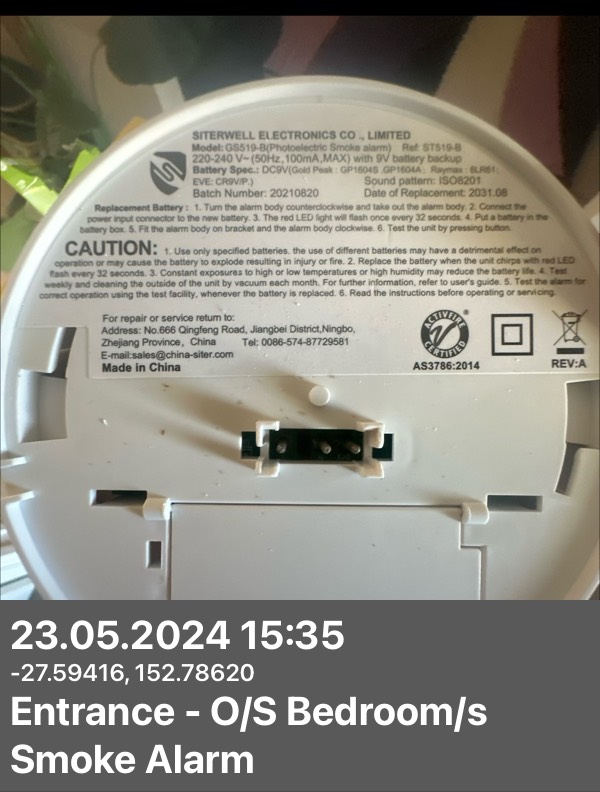 SITERWELL ELECTRONICS CO ., LIMITED
Model: GS519-B(Photoelectric Smoke alarm) Ref: ST519-B
220-240 V~(50Hz,100mA,MAX) with 9V battery backup
Battery Spec.: DC9V(Gold Peak : GP1604S ,GP1604A ; Raymax : 6LR61;
EVE: CR9V/P.) Sound pattern: ISO8201
Batch Number: 20210820 Date of Replacement: 2031.08
Replacement Battery : 1. Turn the alarm body counterclockwise and take out the alarm body. 2. Connect the
power input connector to the new battery. 3. The red LED light will flash once every 32 seconds. 4. Put a battery in the
battery box. 5. Fit the alarm body on bracket and the alarm body clockwise. 6. Test the unit by pressing button.
CAUTION: 1. Use only specified batteries, the use of different batteries may have a detrimental effect on
operation or may cause the battery to explode resulting in injury or fire. 2. Replace the battery when the unit chirps with red LED
flash every 32 seconds. 3. Constant exposures to high or low temperatures or high humidity may reduce the battery life. 4. Test
weekly and cleaning the outside of the unit by vacuum each month. For further information, refer to user's guide. 5. Test the alarm for
correct operation using the test facility, whenever the battery is replaced. 6. Read the instructions before operating or servicing.
For repair or service return to:
Address: No.666 Qingfeng Road, Jiangbei District,Ningbo,
Zhejiang Province, China Tel: 0086-574-87729581
E-mail:sales@china-siter.com
Made in China
ACTIVFIRE
CERTIFIED
AS3786:2014
REV:A
23.05.2024 15:35
-27.59416, 152.78620
Entrance - O/S Bedroom/s
Smoke Alarm